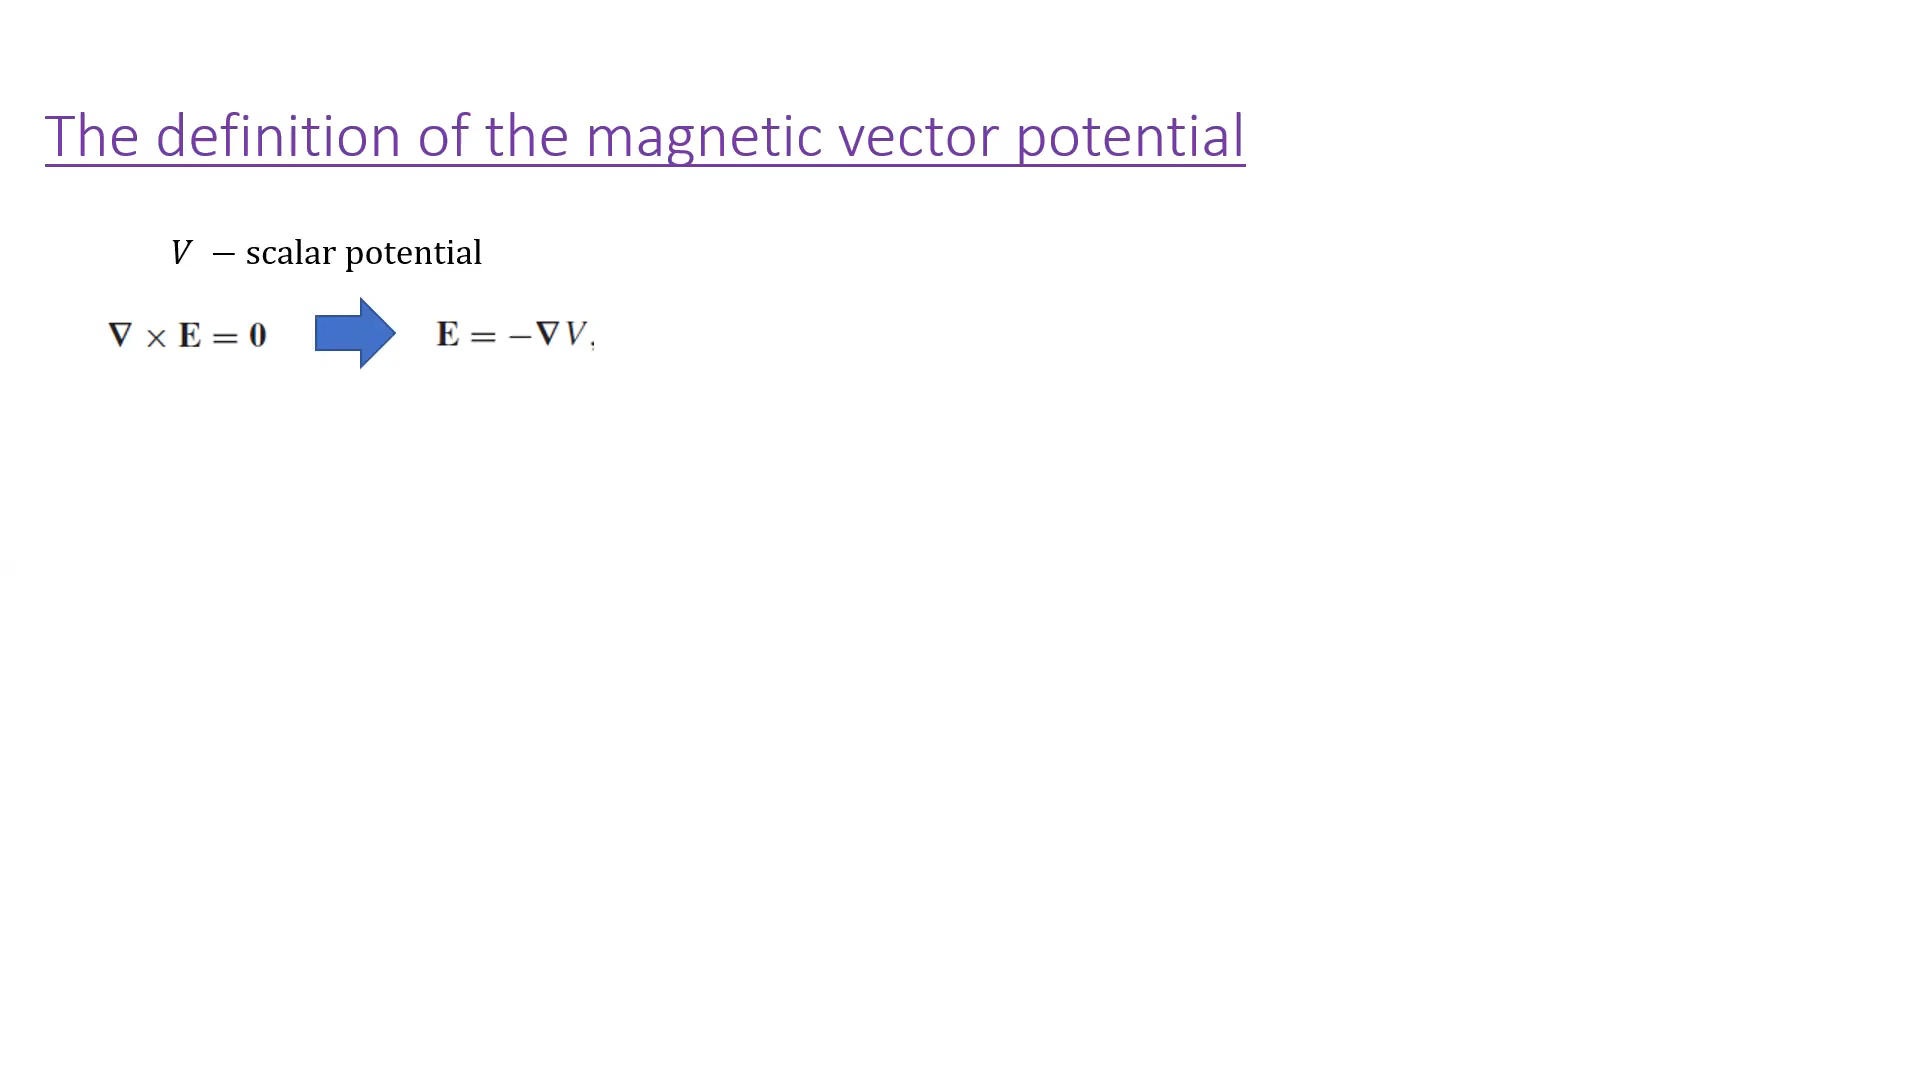 The definition of the magnetic vector potential
V – scalar potential
∇ × E = 0 E = −∇V,